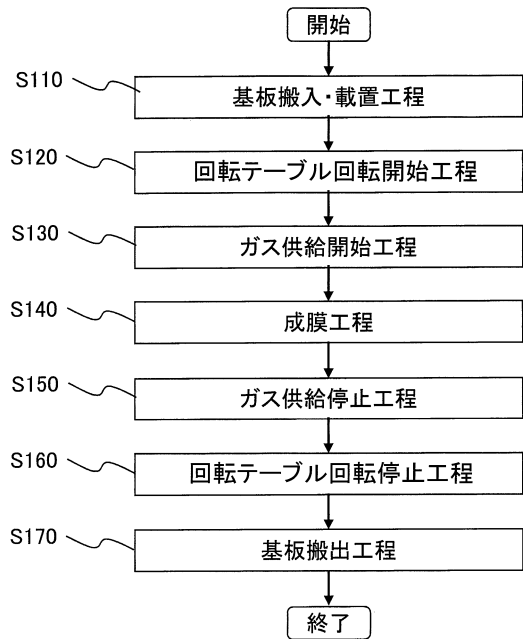 開始
S110
基板搬入・載置工程
S120
回転テーブル回転開始工程
S130
ガス供給開始工程
S140
成膜工程
S150
ガス供給停止工程
S160
回転テーブル回転停止工程
S170
基板搬出工程
終了